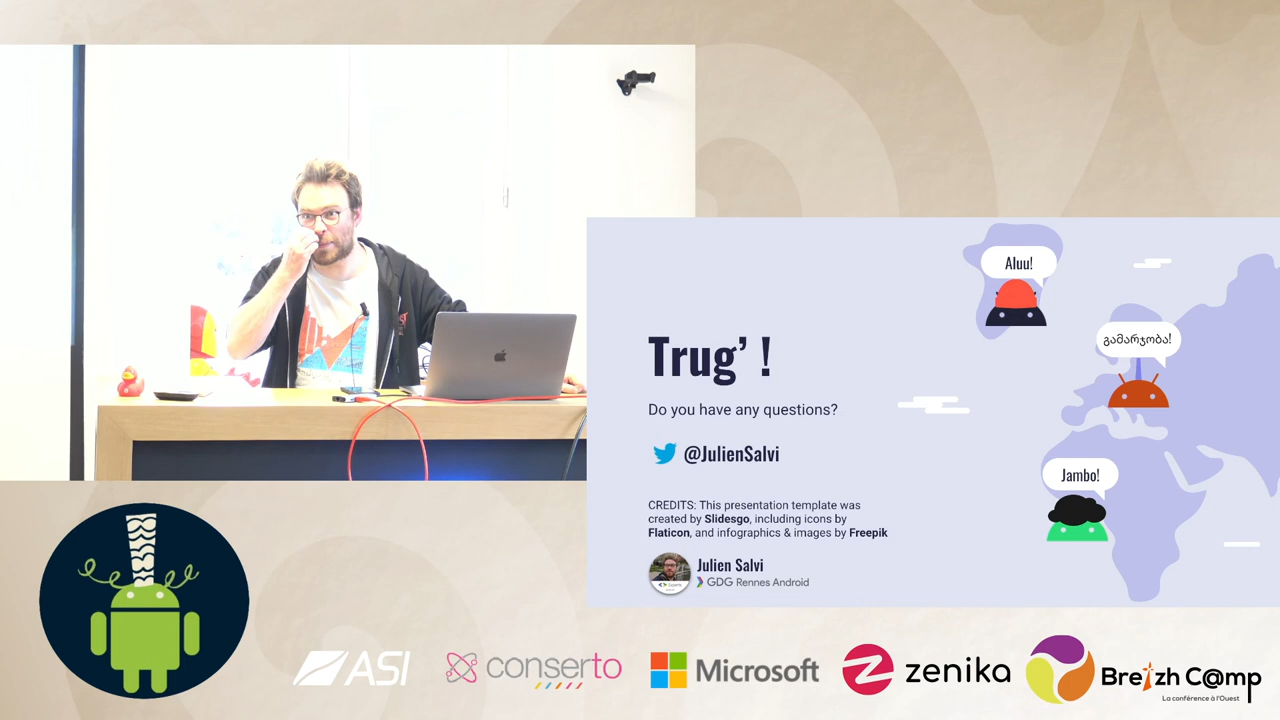 Aluu!
გამარჯობა!
Trug’ !
Do you have any questions?
@JulienSalvi
Jambo!
CREDITS: This presentation template was
created by Slidesgo, including icons by
Flaticon, and infographics & images by Freepik
Julien Salvi
GDG Rennes Android
ASI
conserto
Microsoft
zenika
Breizh C@mp
La conférence à l'Ouest